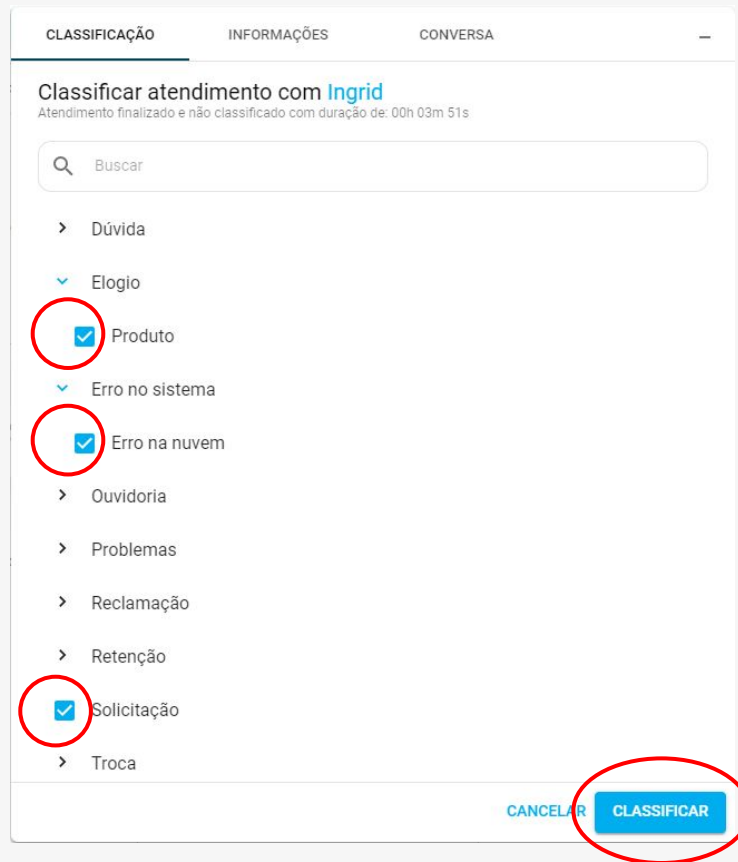 CLASSIFICAÇÃO INFORMAÇÕES CONVERSA
Classificar atendimento com Ingrid
Atendimento finalizado e não classificado com duração de: 00h 03m 51s
Buscar
Dúvida
Elogio
Produto
Erro no sistema
Erro na nuvem
Ouvidoria
Problemas
Reclamação
Retenção
Solicitação
Troca
CANCELAR CLASSIFICAR